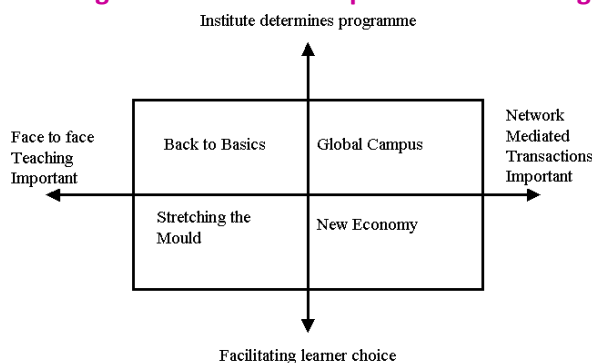 Institute determines programme
Face to face
Teaching
Important
Back to Basics
Global Campus
Network
Mediated
Transactions
Important
Stretching the
Mould
New Economy
Facilitating learner choice